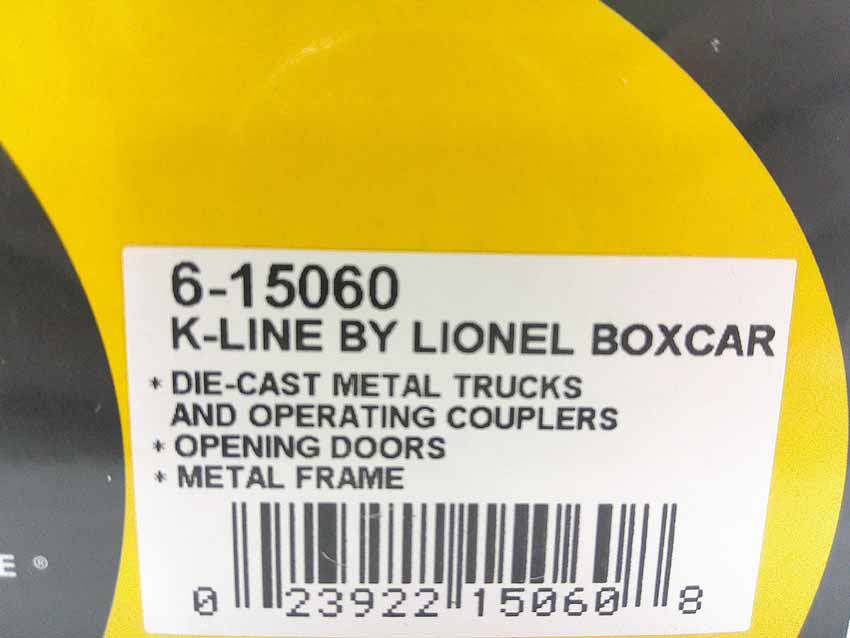 6-15060
K-LINE BY LIONEL BOXCAR
* DIE-CAST METAL TRUCKS
AND OPERATING COUPLERS
* OPENING DOORS
* METAL FRAME
E ®
0 23922 15060 8